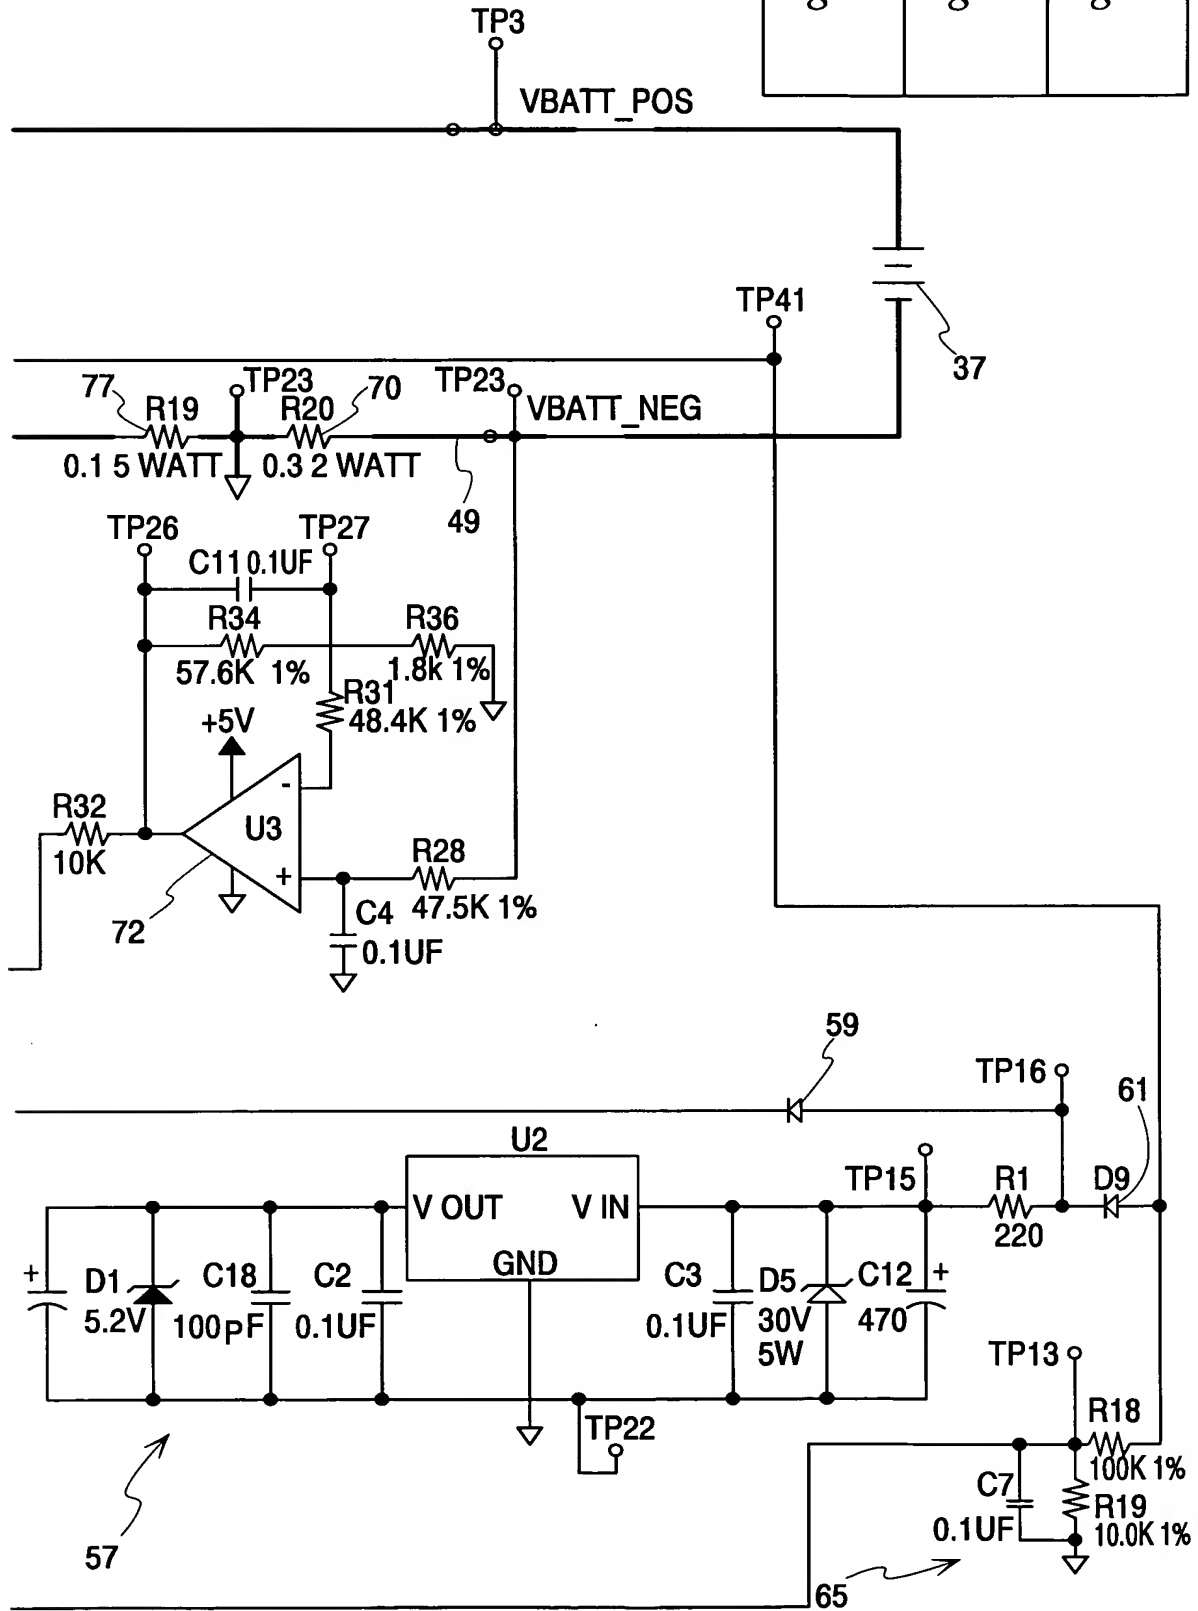 TP3
VBATT_POS
TP41
37
77
TP23
70
TP23
R19
R20
VBATT_NEG
0.1 5 WATT
0.3 2 WATT
49
TP26
TP27
C11 0.1UF
R34
R36
57.6K 1%
1.8k 1%
R31
+5V
48.4K 1%
-
R32
U3
10K
R28
+
C4
47.5K 1%
72
0.1UF
59
TP16
61
U2
TP15
R1
D9
V OUT
V IN
220
GND
+
D1
C18
C2
C3
D5
C12
+
5.2V
100pF
0.1UF
0.1UF
30V
470
5W
TP13
R18
TP22
100K 1%
C7
R19
0.1UF
10.0K 1%
57
65